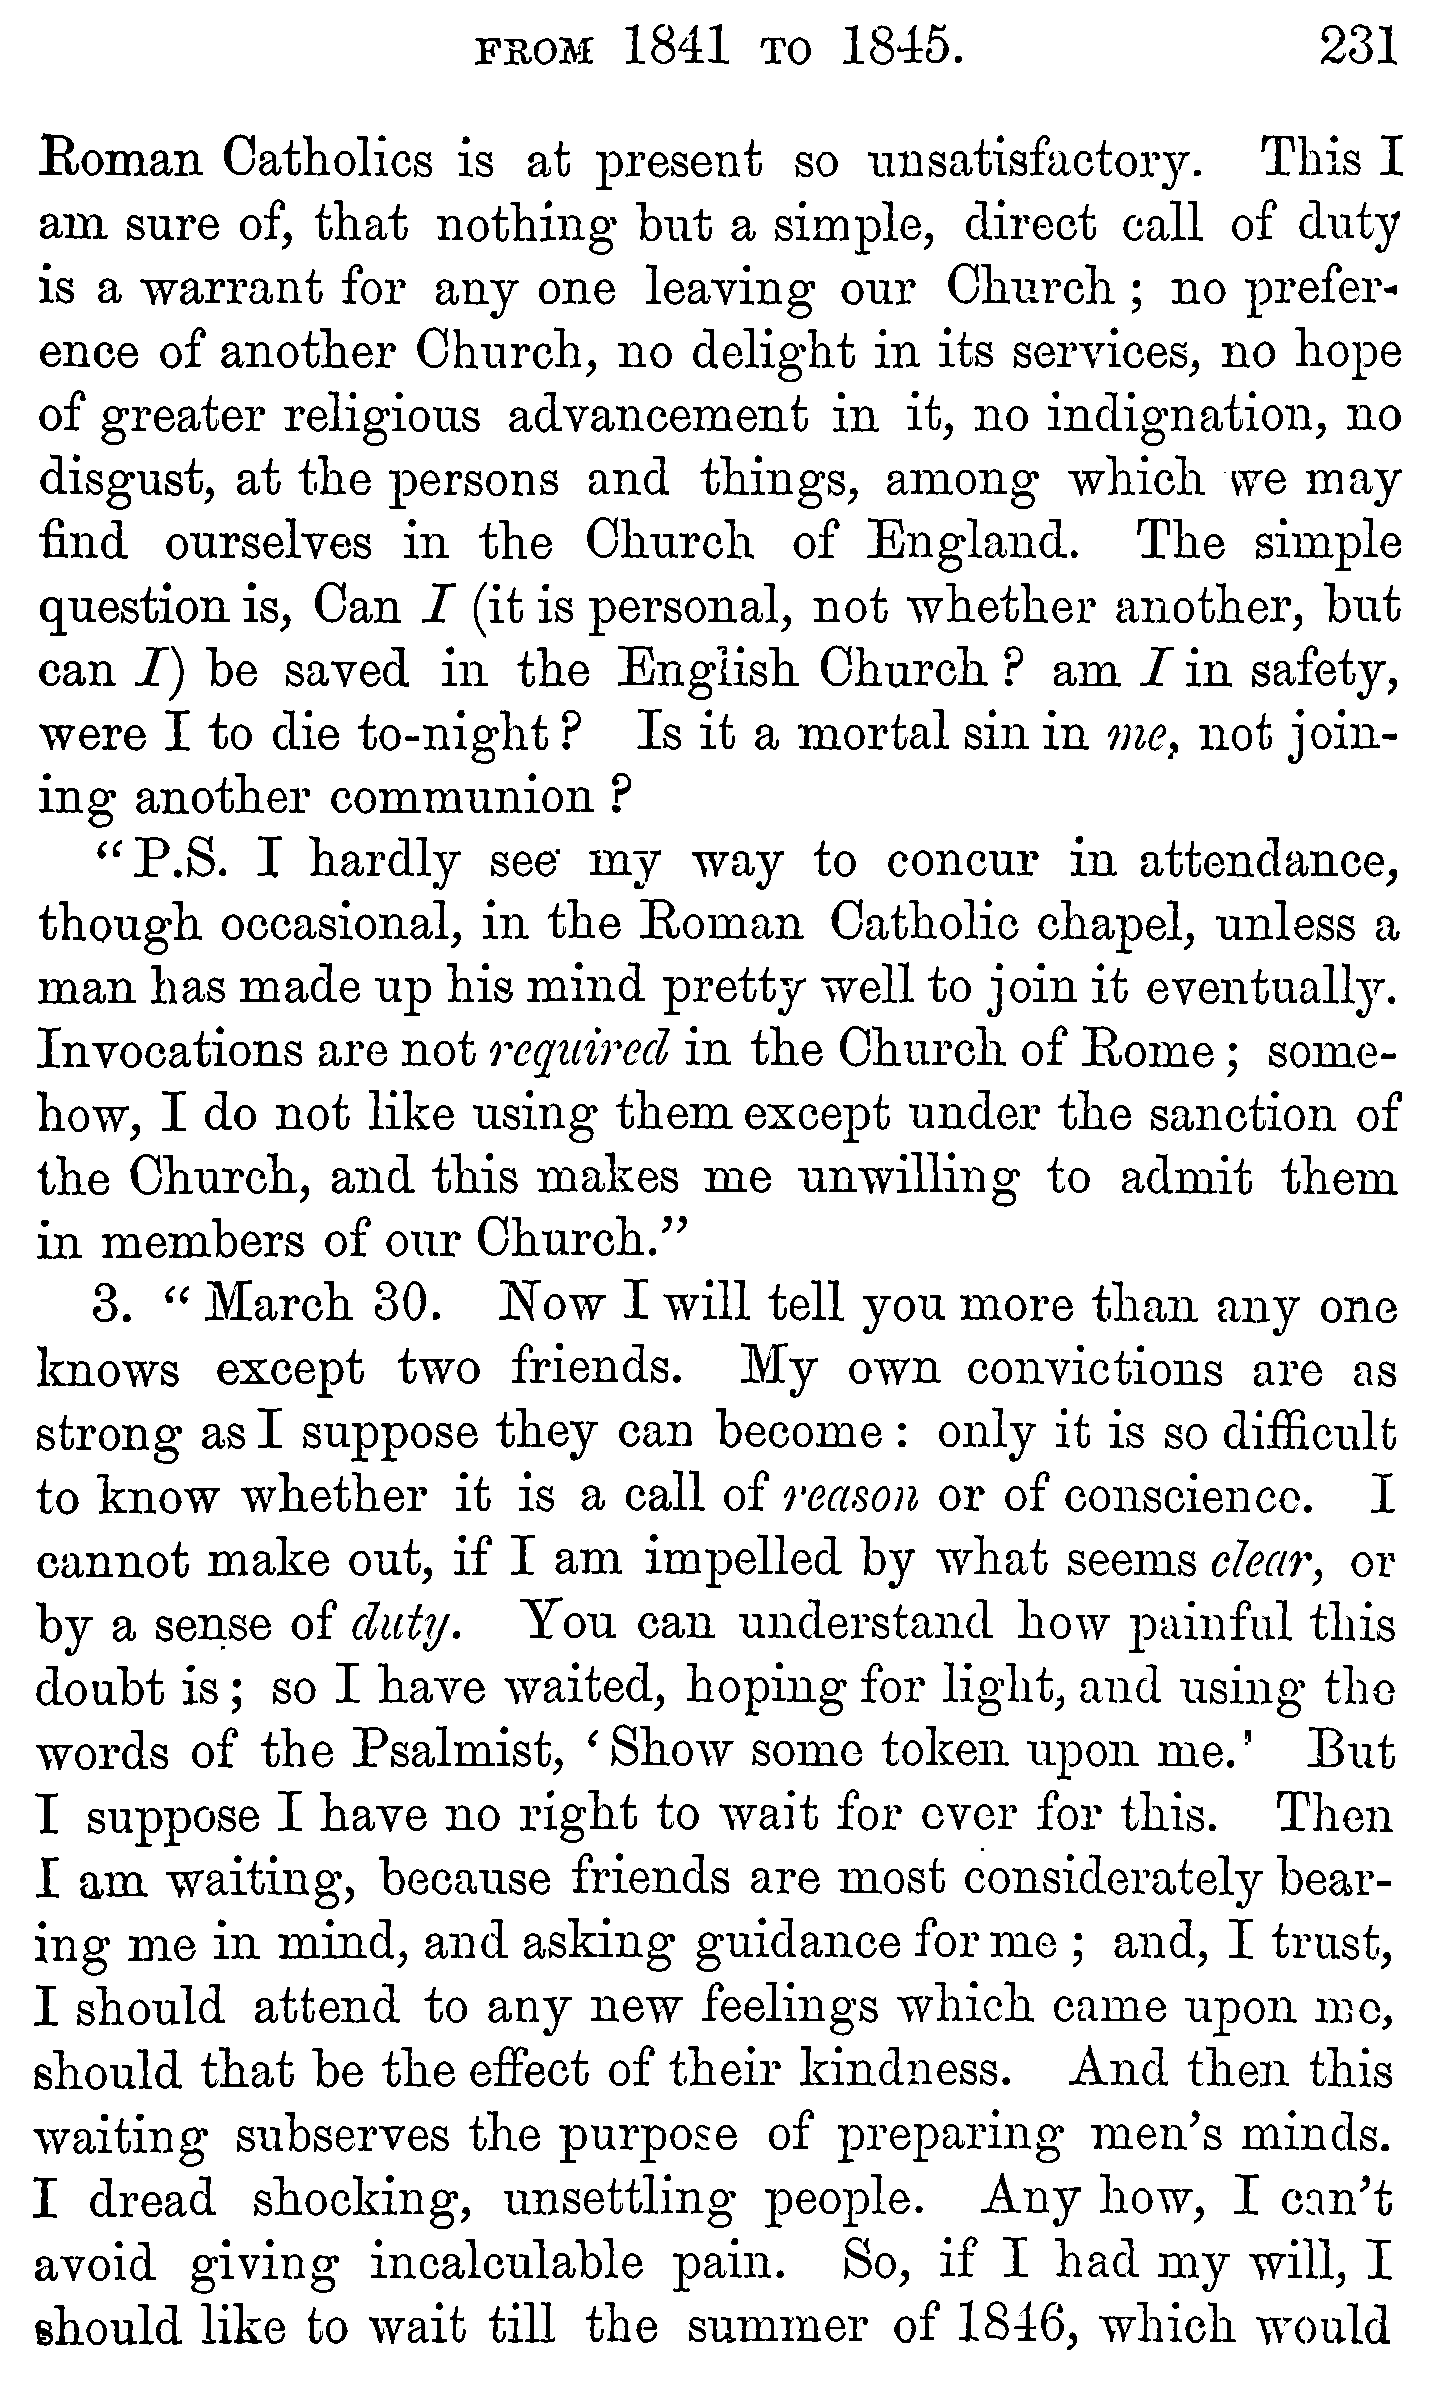 FROM 1841 TO 1845. 231
Roman Catholics is at present so unsatisfactory. This I
am sure of, that nothing but a simple, direct call of duty
is a warrant for any one leaving our Church ; no prefer-
ence of another Church, no delight in its services, no hope
of greater religious advancement in it, no indignation, no
disgust, at the persons and things, among which we may
find ourselves in the Church of England. The simple
question is, Can I (it is personal, not whether another, but
can I) be saved in the English Church ? am I in safety,
were I to die to-night ? Is it a mortal sin in me, not join-
ing another communion ?
“ P.S. I hardly see my way to concur in attendance,
though occasional, in the Roman Catholic chapel, unless a
man has made up his mind pretty well to join it eventually.
Invocations are not required in the Church of Rome ; some-
how, I do not like using them except under the sanction of
the Church, and this makes me unwilling to admit them
in members of our Church.”
3. “ March 30. Now I will tell you more than any one
knows except two friends. My own convictions are as
strong as I suppose they can become : only it is so difficult
to know whether it is a call of reason or of conscience. I
cannot make out, if I am impelled by what seems clear, or
by a sense of duty. You can understand how painful this
doubt is ; so I have waited, hoping for light, and using the
words of the Psalmist, ‘ Show some token upon me.’ But
I suppose I have no right to wait for ever for this. Then
I am waiting, because friends are most considerately bear-
ing me in mind, and asking guidance for me ; and, I trust,
I should attend to any new feelings which came upon me,
should that be the effect of their kindness. And then this
waiting subserves the purpose of preparing men’s minds.
I dread shocking, unsettling people. Any how, I can’t
avoid giving incalculable pain. So, if I had my will, I
should like to wait till the summer of 1846, which would